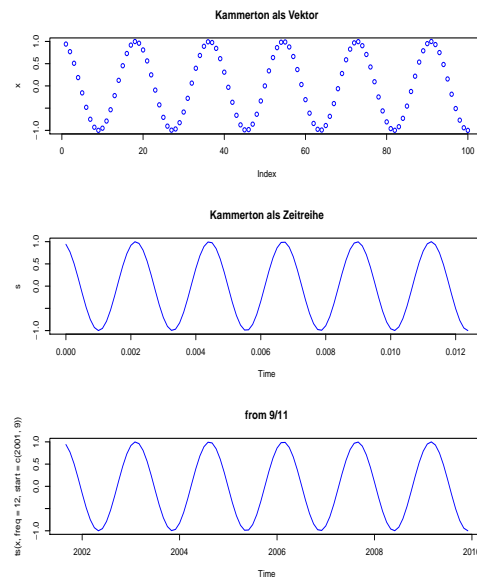 Kammerton als Vektor
x
1.0
0.5
0.0
−1.0
0 20 40 60 80 100
Index
Kammerton als Zeitreihe
s
1.0
0.5
0.0
−1.0
0.000 0.002 0.004 0.006 0.008 0.010 0.012
Time
from 9/11
ts(x, freq = 12, start = c(2001, 9))
1.0
0.5
0.0
−1.0
2002 2004 2006 2008 2010
Time